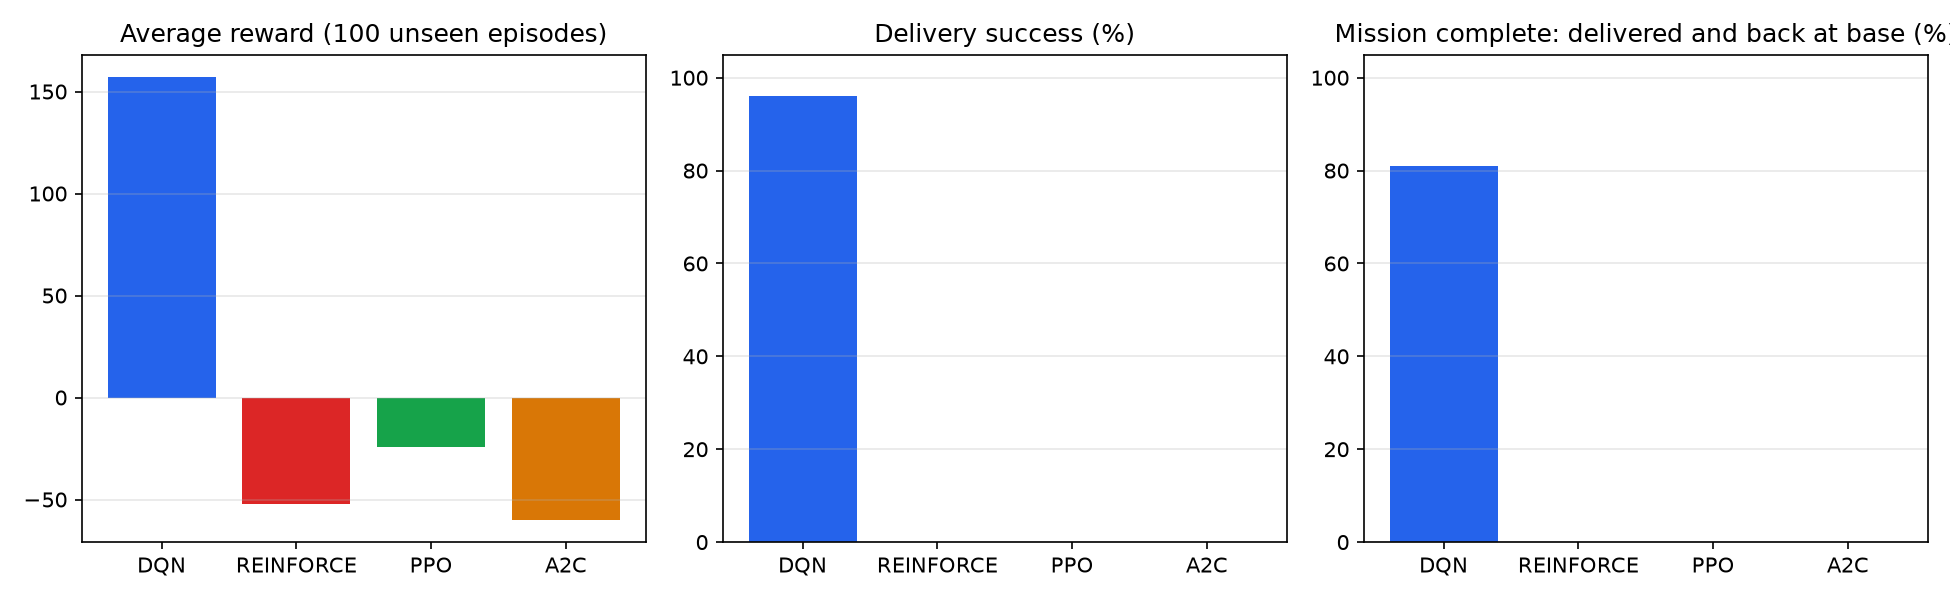 Average reward (100 unseen episodes)
150
100
50
0
−50
DQN REINFORCE PPO A2C
Delivery success (%)
100
80
60
40
20
0
DQN REINFORCE PPO A2C
Mission complete: delivered and back at base (%)
100
80
60
40
20
0
DQN REINFORCE PPO A2C